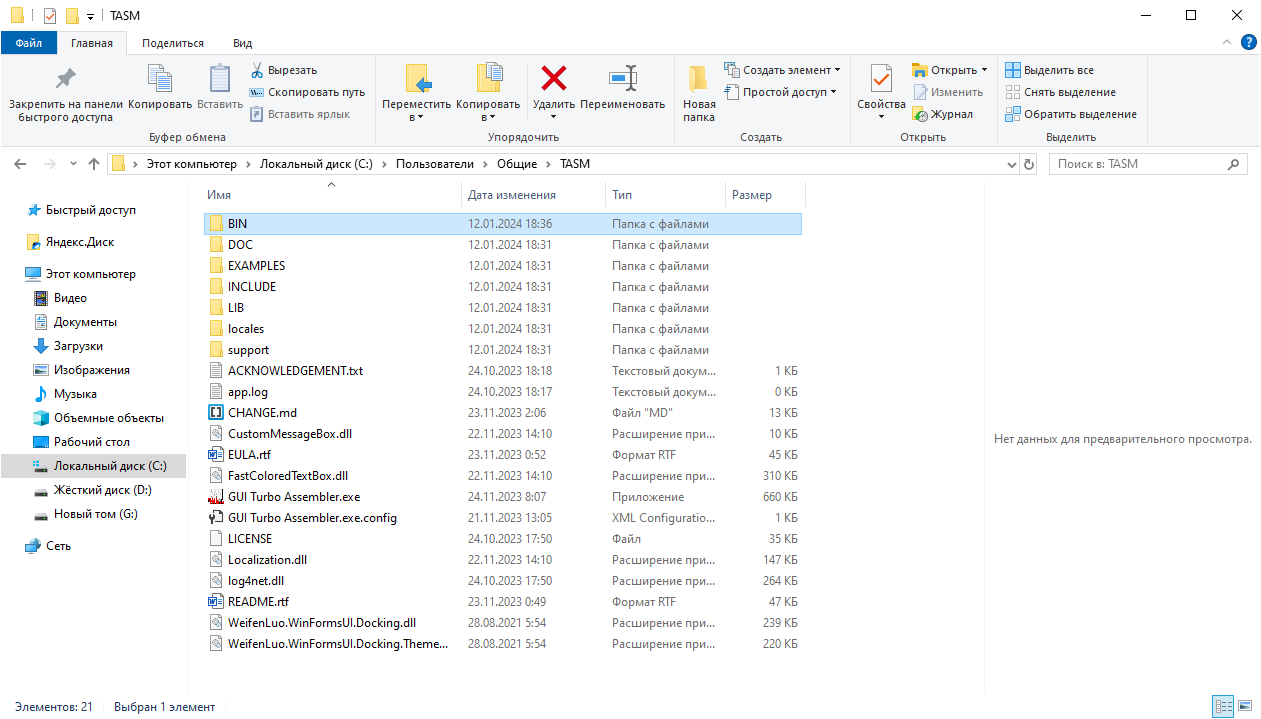 TASM
Файл Главная Поделиться Вид
Закрепить на панели быстрого доступа
Копировать
Вставить
Вырезать
Скопировать путь
Вставить ярлык
Переместить в
Копировать в
Удалить
Переименовать
Новая папка
Создать элемент
Простой доступ
Свойства
Открыть
Изменить
Журнал
Выделить все
Снять выделение
Обратить выделение
Буфер обмена Упорядочить Создать Открыть Выделить
Этот компьютер > Локальный диск (C:) > Пользователи > Общие > TASM
Поиск в: TASM
Быстрый доступ
Яндекс.Диск
Этот компьютер
Видео
Документы
Загрузки
Изображения
Музыка
Объемные объекты
Рабочий стол
Локальный диск (C:)
Жёсткий диск (D:)
Новый том (G:)
Сеть
Имя Дата изменения Тип Размер
BIN 12.01.2024 18:36 Папка с файлами
DOC 12.01.2024 18:31 Папка с файлами
EXAMPLES 12.01.2024 18:31 Папка с файлами
INCLUDE 12.01.2024 18:31 Папка с файлами
LIB 12.01.2024 18:31 Папка с файлами
locales 12.01.2024 18:31 Папка с файлами
support 12.01.2024 18:31 Папка с файлами
ACKNOWLEDGEMENT.txt 24.10.2023 18:18 Текстовый докум... 1 КБ
app.log 24.10.2023 18:17 Текстовый докум... 0 КБ
CHANGE.md 23.11.2023 2:06 Файл "MD" 13 КБ
CustomMessageBox.dll 22.11.2023 14:10 Расширение при... 10 КБ
EULA.rtf 23.11.2023 0:52 Формат RTF 45 КБ
FastColoredTextBox.dll 22.11.2023 14:10 Расширение при... 310 КБ
GUI Turbo Assembler.exe 24.11.2023 8:07 Приложение 660 КБ
GUI Turbo Assembler.exe.config 21.11.2023 13:05 XML Configuratio... 1 КБ
LICENSE 24.10.2023 17:50 Файл 35 КБ
Localization.dll 22.11.2023 14:10 Расширение при... 147 КБ
log4net.dll 24.10.2023 17:50 Расширение при... 264 КБ
README.rtf 23.11.2023 0:49 Формат RTF 47 КБ
WeifenLuo.WinFormsUI.Docking.dll 28.08.2021 5:54 Расширение при... 239 КБ
WeifenLuo.WinFormsUI.Docking.Theme... 28.08.2021 5:54 Расширение при... 220 КБ
Нет данных для предварительного просмотра.
Элементов: 21 Выбран 1 элемент